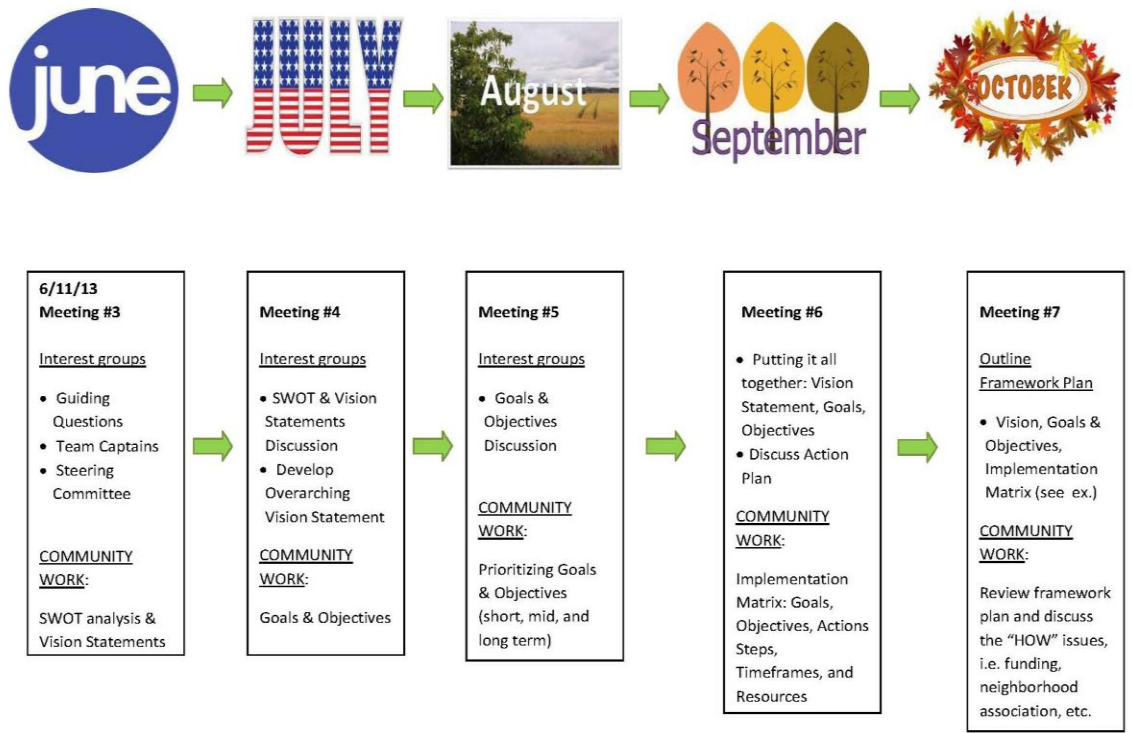 june
JULY
August
September
OCTOBER
6/11/13
Meeting #3
Interest groups
• Guiding
Questions
• Team Captains
• Steering
Committee
COMMUNITY
WORK:
SWOT analysis &
Vision Statements
Meeting #4
Interest groups
• SWOT & Vision
Statements
Discussion
• Develop
Overarching
Vision Statement
COMMUNITY
WORK:
Goals & Objectives
Meeting #5
Interest groups
• Goals &
Objectives
Discussion
COMMUNITY
WORK:
Prioritizing Goals
& Objectives
(short, mid, and
long term)
Meeting #6
• Putting it all
together: Vision
Statement, Goals,
Objectives
• Discuss Action
Plan
COMMUNITY
WORK:
Implementation
Matrix: Goals,
Objectives, Actions
Steps,
Timeframes, and
Resources
Meeting #7
Outline
Framework Plan
• Vision, Goals &
Objectives,
Implementation
Matrix (see ex.)
COMMUNITY
WORK:
Review framework
plan and discuss
the “HOW” issues,
i.e. funding,
neighborhood
association, etc.